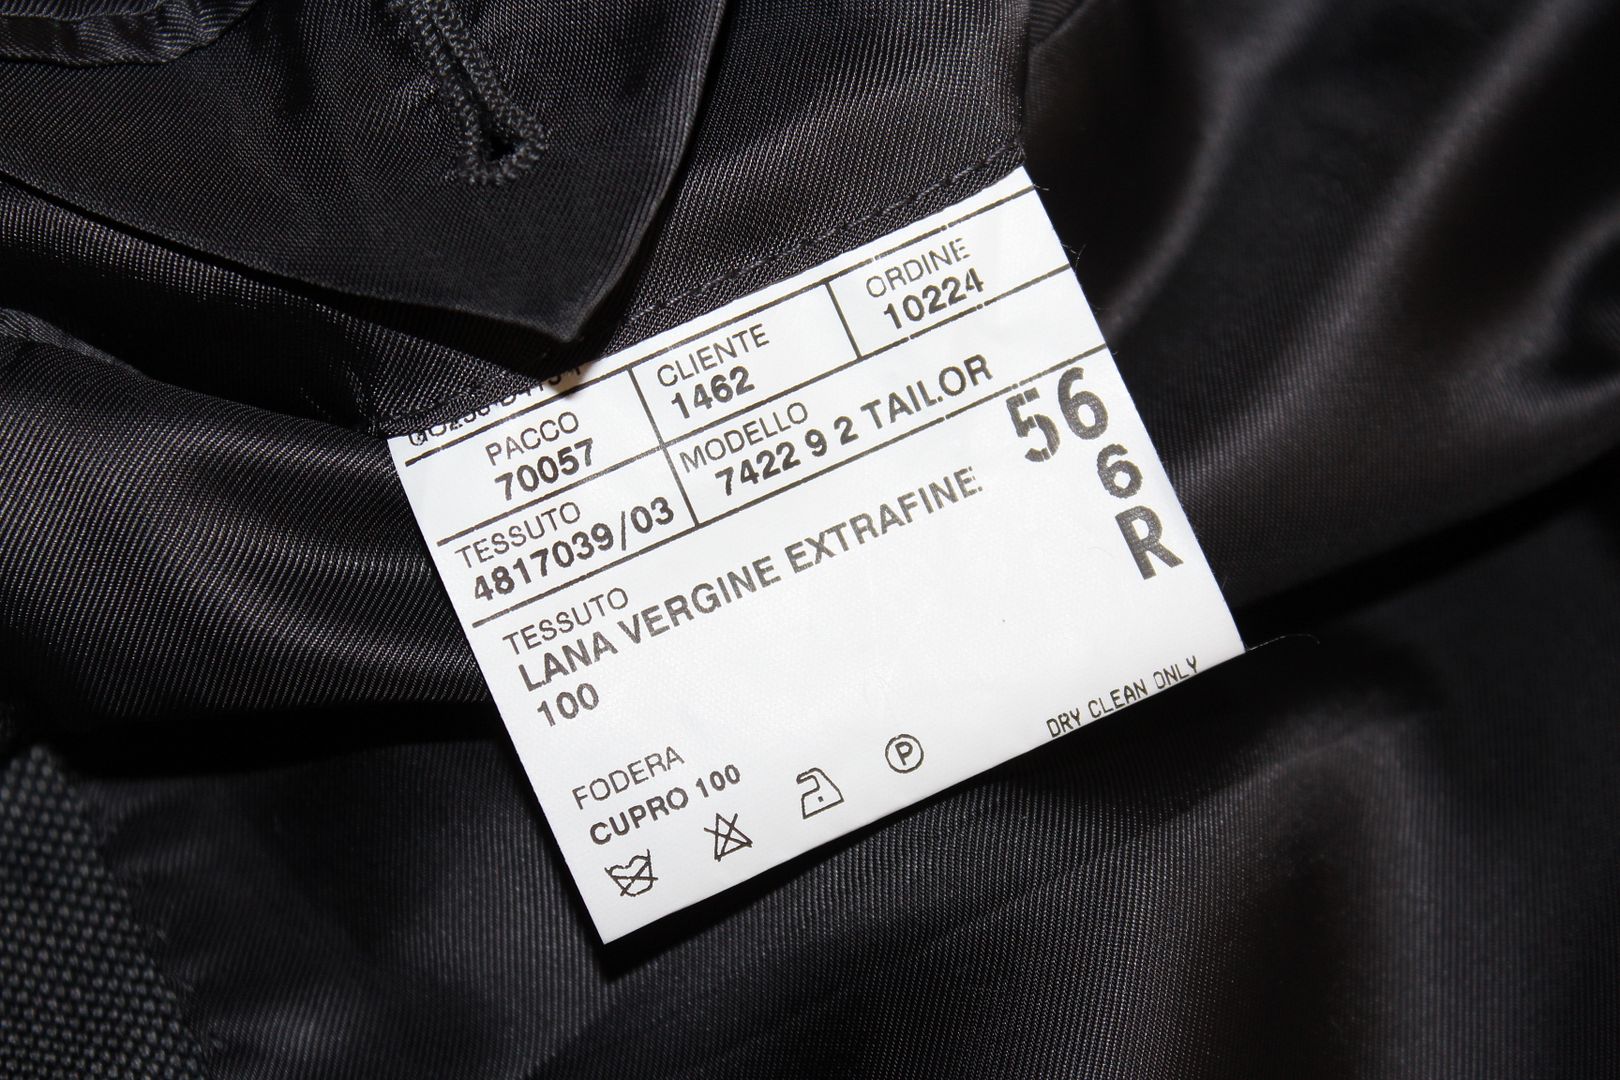 PACCO
70057
CLIENTE
1462
ORDINE
10224
TESSUTO
4817039/03
MODELLO
7422 9 2 TAILOR
TESSUTO
LANA VERGINE EXTRAFINE
100
56
6
R
FODERA
CUPRO 100
P
DRY CLEAN ONLY